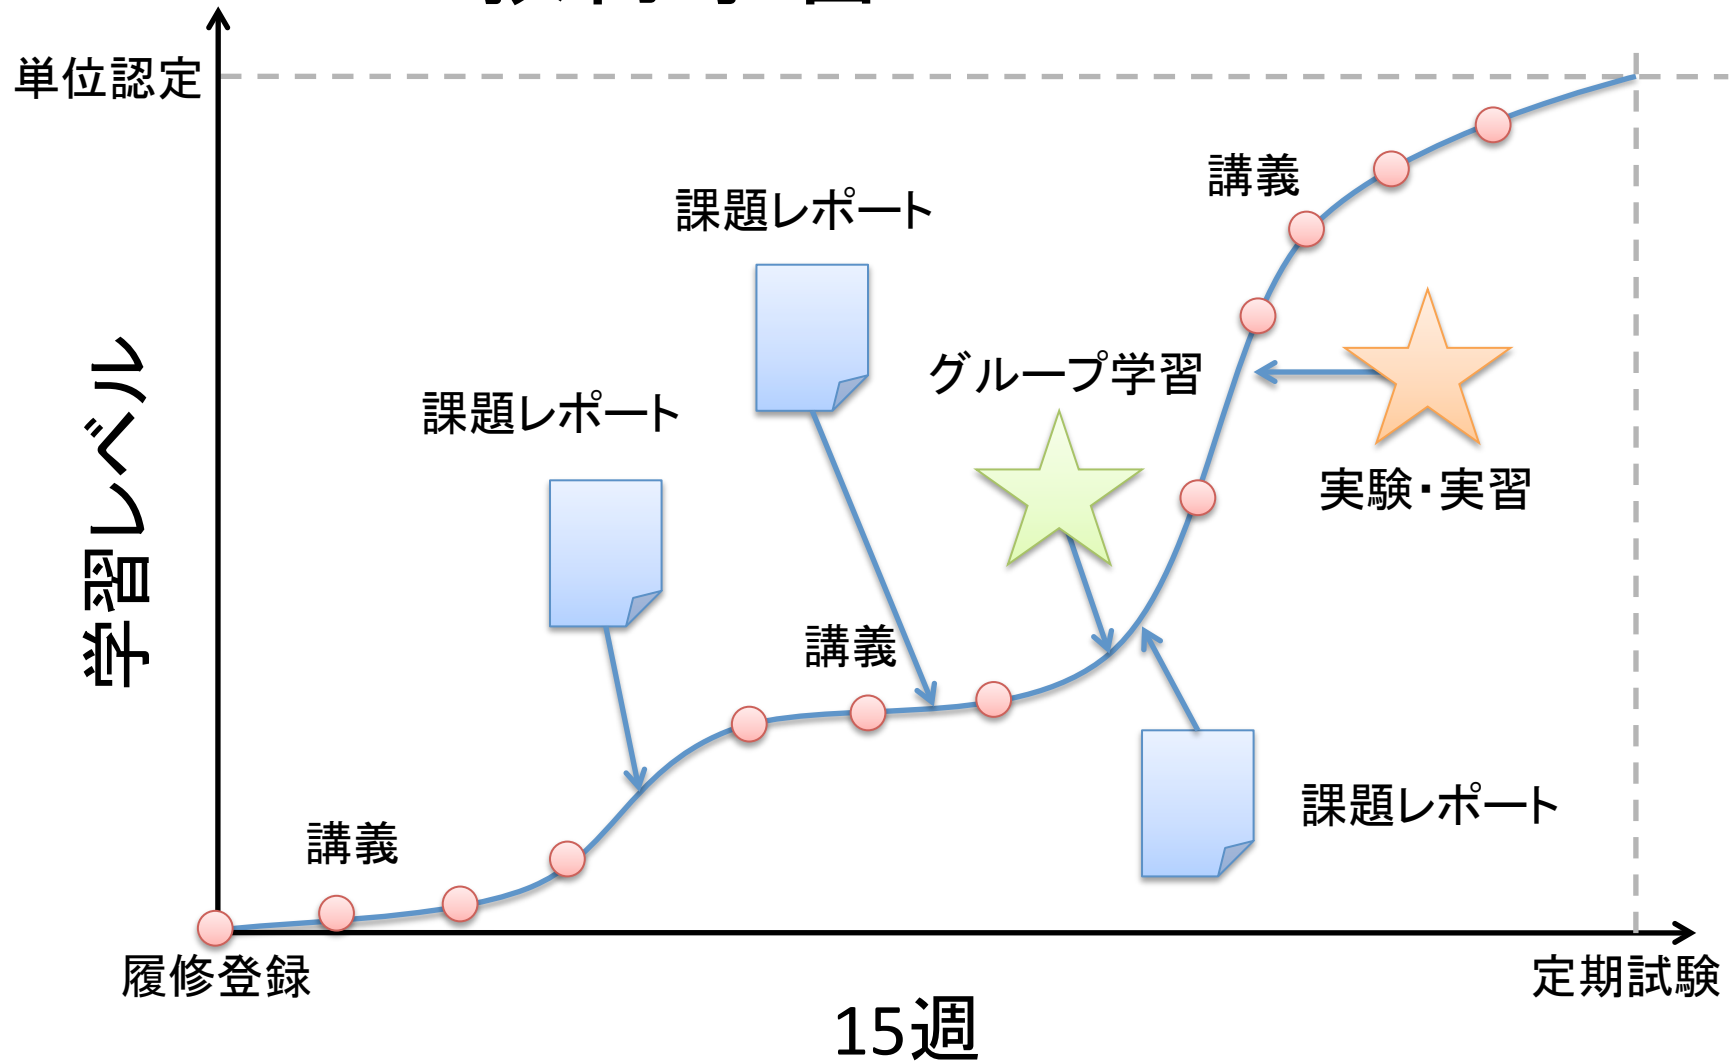 単位認定
講義
課題レポート
グループ学習
課題レポート
実験・実習
学習レベル
講義
課題レポート
講義
履修登録
定期試験
15週